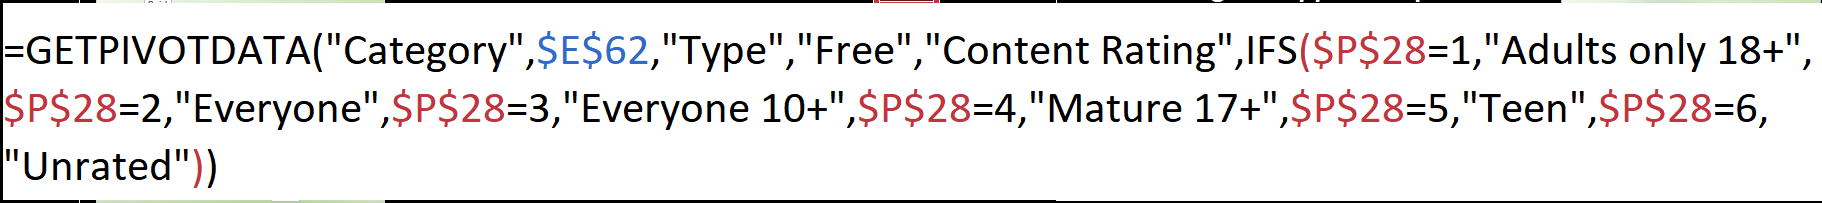 =GETPIVOTDATA("Category",$E$62,"Type","Free","Content Rating",IFS($P$28=1,"Adults only 18+",
$P$28=2,"Everyone",$P$28=3,"Everyone 10+",$P$28=4,"Mature 17+",$P$28=5,"Teen",$P$28=6,
"Unrated"))